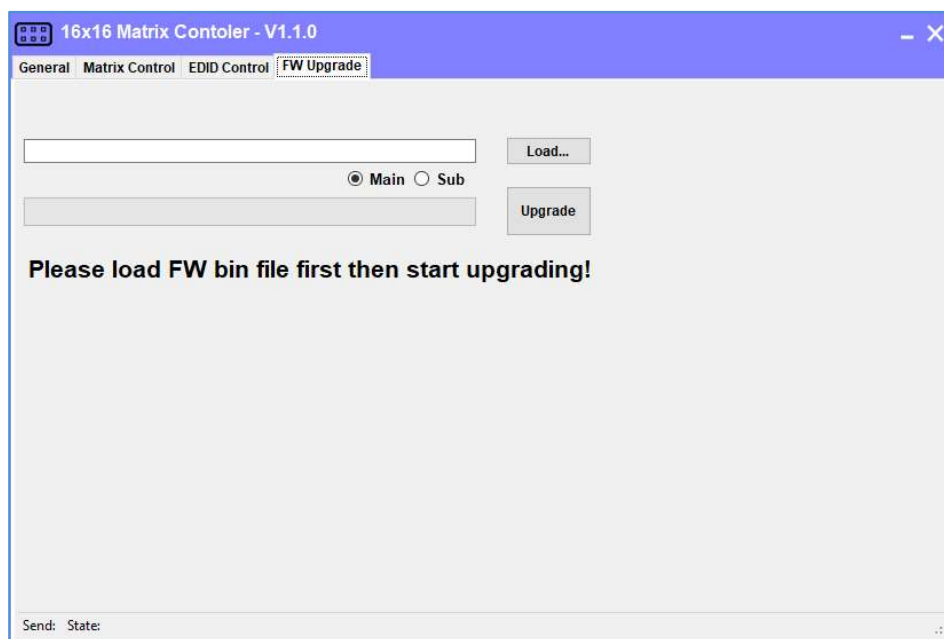 16x16 Matrix Contoler - V1.1.0
General Matrix Control EDID Control FW Upgrade
Load...
Main Sub
Upgrade
Please load FW bin file first then start upgrading!
Send: State: